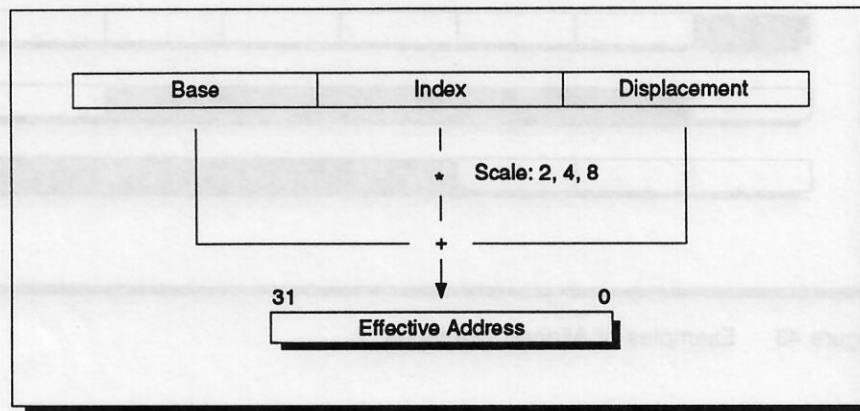 Base Index Displacement
* Scale: 2, 4, 8
+
31 0
Effective Address